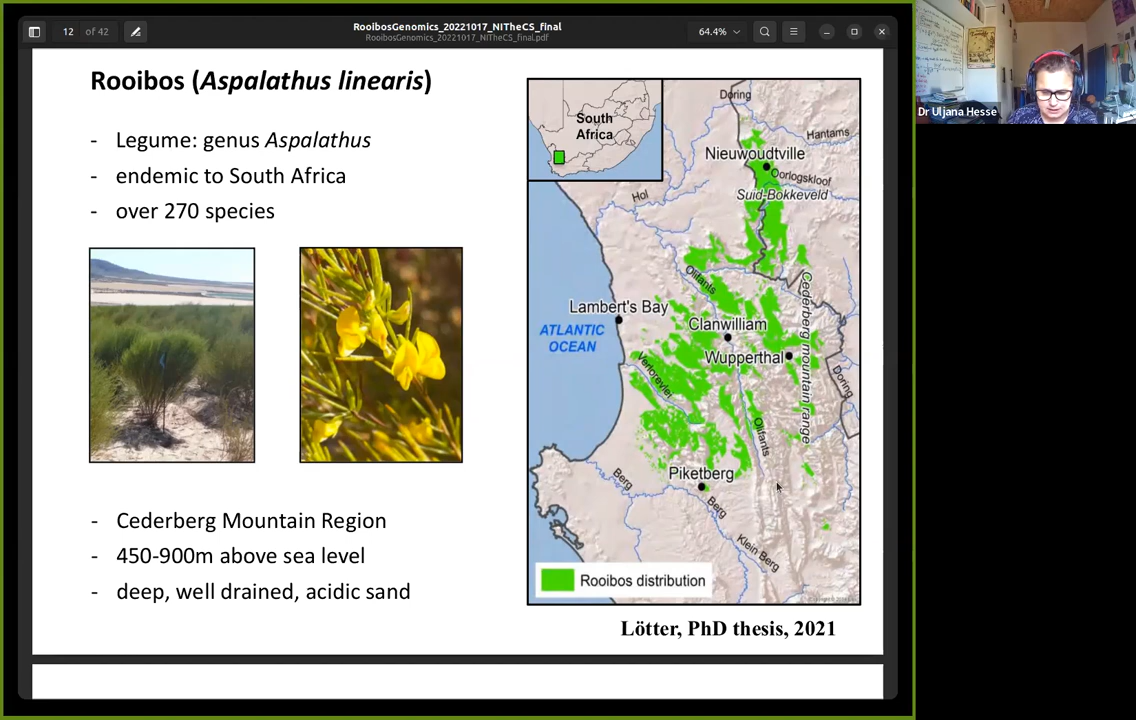 12 of 42
RooibosGenomics_20221017_NITheCS_final
RooibosGenomics_20221017_NITheCS_final.pdf
64.4%
Rooibos (Aspalathus linearis)
- Legume: genus Aspalathus
- endemic to South Africa
- over 270 species
- Cederberg Mountain Region
- 450-900m above sea level
- deep, well drained, acidic sand
South
Africa
Doring
Hantams
Nieuwoudtville
Oorlogskloof
Suid-Bokkeveld
Hol
Olifants
Cederberg mountain range
Lambert's Bay
Clanwilliam
ATLANTIC
OCEAN
Wupperthal
Verlorevlei
Doring
Olifants
Piketberg
Berg
Berg
Klein Berg
Rooibos distribution
Lötter, PhD thesis, 2021
Dr Uljana Hesse